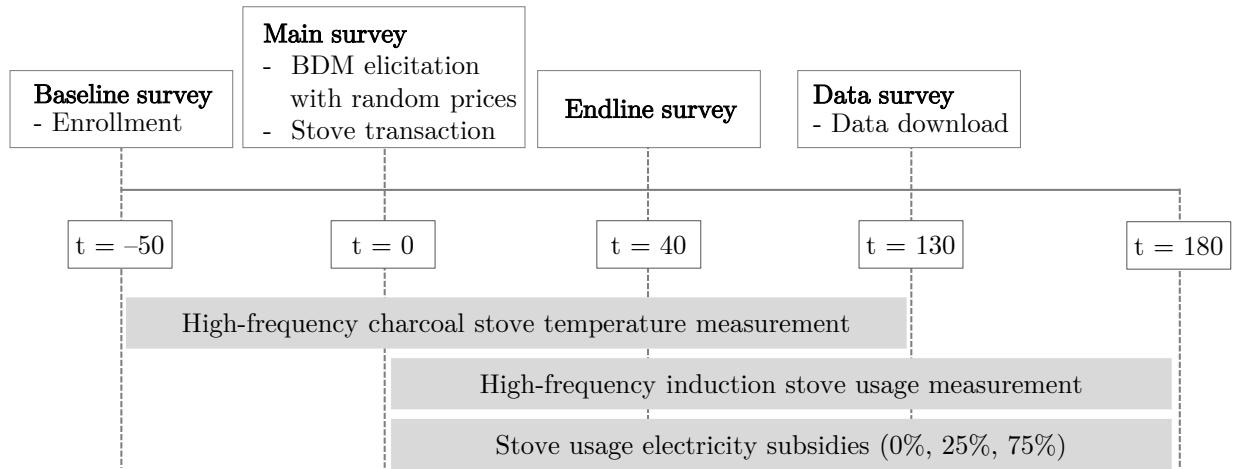 Baseline survey
- Enrollment
Main survey
- BDM elicitation
with random prices
- Stove transaction
Endline survey
Data survey
- Data download
t = –50
t = 0
t = 40
t = 130
t = 180
High-frequency charcoal stove temperature measurement
High-frequency induction stove usage measurement
Stove usage electricity subsidies (0%, 25%, 75%)